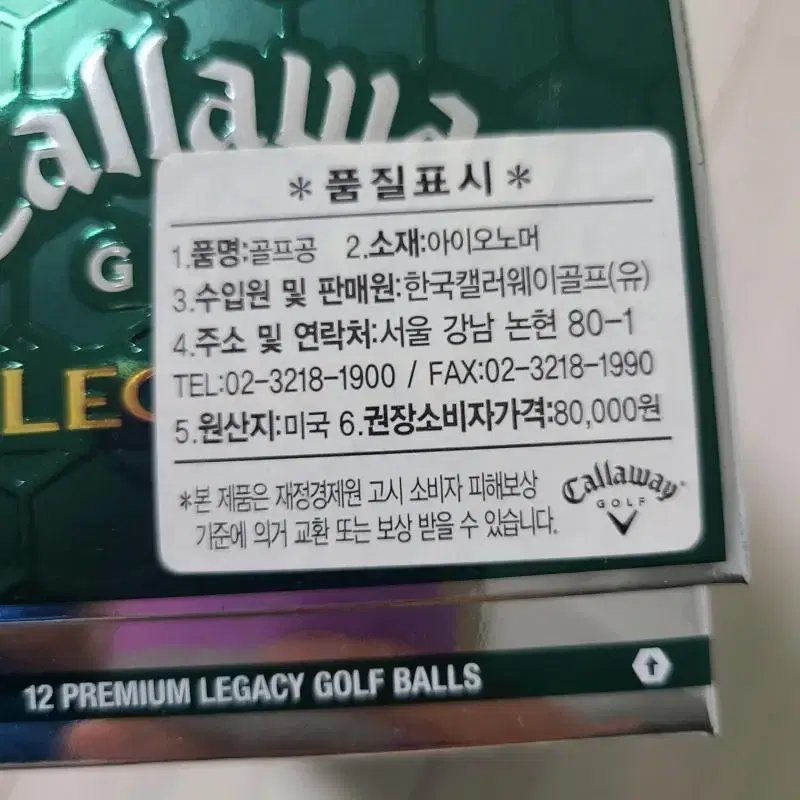 Callawa
G
LEG
*품질표시*
1.품명:골프공 2.소재:아이오노머
3.수입원 및 판매원:한국캘러웨이골프(유)
4.주소 및 연락처:서울 강남 논현 80-1
TEL:02-3218-1900 / FAX:02-3218-1990
5.원산지:미국 6.권장소비자가격:80,000원
*본 제품은 재정경제원 고시 소비자 피해보상
기준에 의거 교환 또는 보상 받을 수 있습니다.
Callaway
GOLF
12 PREMIUM LEGACY GOLF BALLS